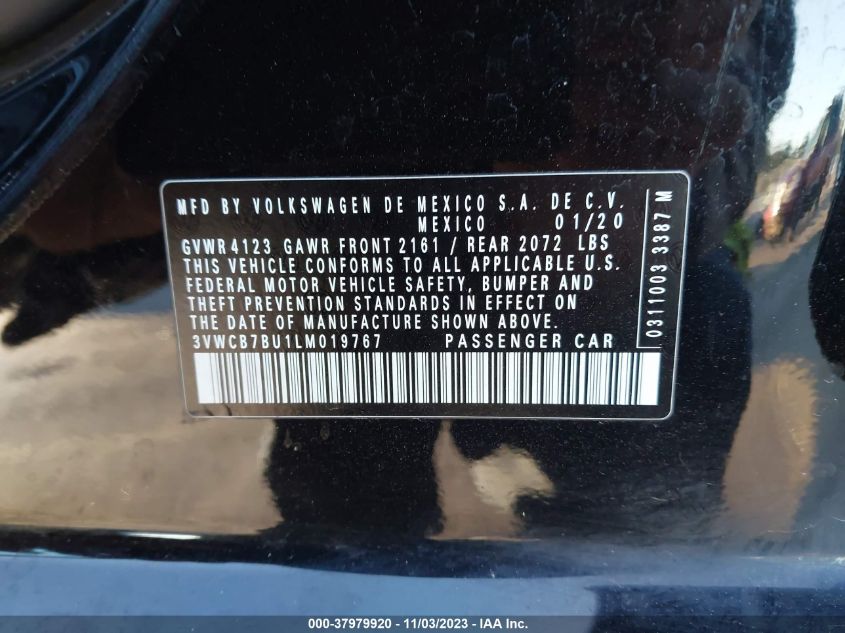 MFD BY VOLKSWAGEN DE MEXICO S.A. DE C.V.
MEXICO 01/20
GVWR 4123 GAWR FRONT 2161 / REAR 2072 LBS
THIS VEHICLE CONFORMS TO ALL APPLICABLE U.S.
FEDERAL MOTOR VEHICLE SAFETY, BUMPER AND
THEFT PREVENTION STANDARDS IN EFFECT ON
THE DATE OF MANUFACTURE SHOWN ABOVE.
3VWCB7BU1LM019767 PASSENGER CAR
0311003 3387 M
000-37979920 - 11/03/2023 - IAA Inc.